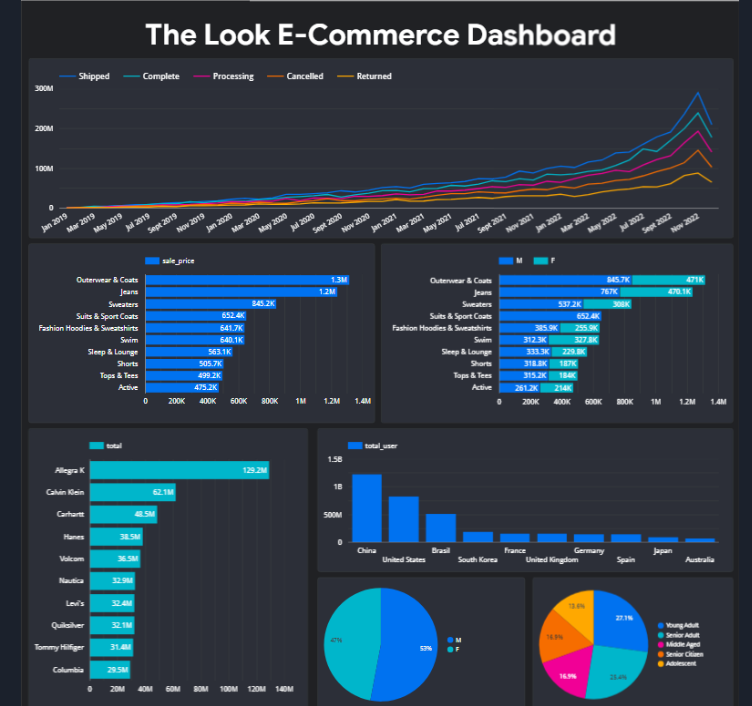 The Look E-Commerce Dashboard
Shipped Complete Processing Cancelled Returned
300M
200M
100M
0
Jan 2019 Mar 2019 May 2019 Jul 2019 Sept 2019 Nov 2019 Jan 2020 Mar 2020 May 2020 Jul 2020 Sept 2020 Nov 2020 Jan 2021 Mar 2021 May 2021 Jul 2021 Sept 2021 Nov 2021 Jan 2022 Mar 2022 May 2022 Jul 2022 Sept 2022 Nov 2022
sale_price
Outerwear & Coats 1.3M
Jeans 1.2M
Sweaters 845.2K
Suits & Sport Coats 652.4K
Fashion Hoodies & Sweatshirts 641.7K
Swim 640.1K
Sleep & Lounge 563.1K
Shorts 505.7K
Tops & Tees 499.2K
Active 475.2K
0 200K 400K 600K 800K 1M 1.2M 1.4M
M F
Outerwear & Coats 845.7K 471K
Jeans 767K 470.1K
Sweaters 537.2K 308K
Suits & Sport Coats 652.4K
Fashion Hoodies & Sweatshirts 385.9K 255.9K
Swim 312.3K 327.8K
Sleep & Lounge 333.3K 229.8K
Shorts 318.8K 187K
Tops & Tees 315.2K 184K
Active 261.2K 214K
0 200K 400K 600K 800K 1M 1.2M 1.4M
total
Allegra K 129.2M
Calvin Klein 62.1M
Carhartt 48.5M
Hanes 38.5M
Volcom 36.5M
Nautica 32.9M
Levi's 32.4M
Quiksilver 32.1M
Tommy Hilfiger 31.4M
Columbia 29.5M
0 20M 40M 60M 80M 100M 120M 140M
total_user
1.5B
1B
500M
0
China Brasil France Germany Japan
United States South Korea United Kingdom Spain Australia
47% 53%
M
F
27.1%
23.4%
16.9%
18.9%
13.6%
Young Adult
Senior Adult
Middle Aged
Senior Citizen
Adolescent